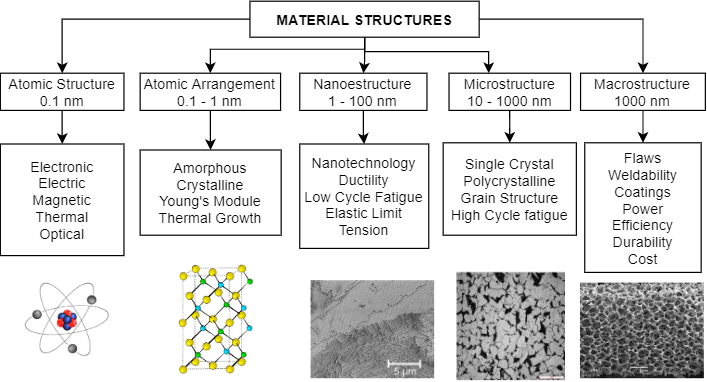 MATERIAL STRUCTURES
Atomic Structure
0.1 nm
Atomic Arrangement
0.1 - 1 nm
Nanoestructure
1 - 100 nm
Microstructure
10 - 1000 nm
Macrostructure
1000 nm
Electronic
Electric
Magnetic
Thermal
Optical
Amorphous
Crystalline
Young's Module
Thermal Growth
Nanotechnology
Ductility
Low Cycle Fatigue
Elastic Limit
Tension
Single Crystal
Polycrystalline
Grain Structure
High Cycle fatigue
Flaws
Weldability
Coatings
Power
Efficiency
Durability
Cost
5 µm